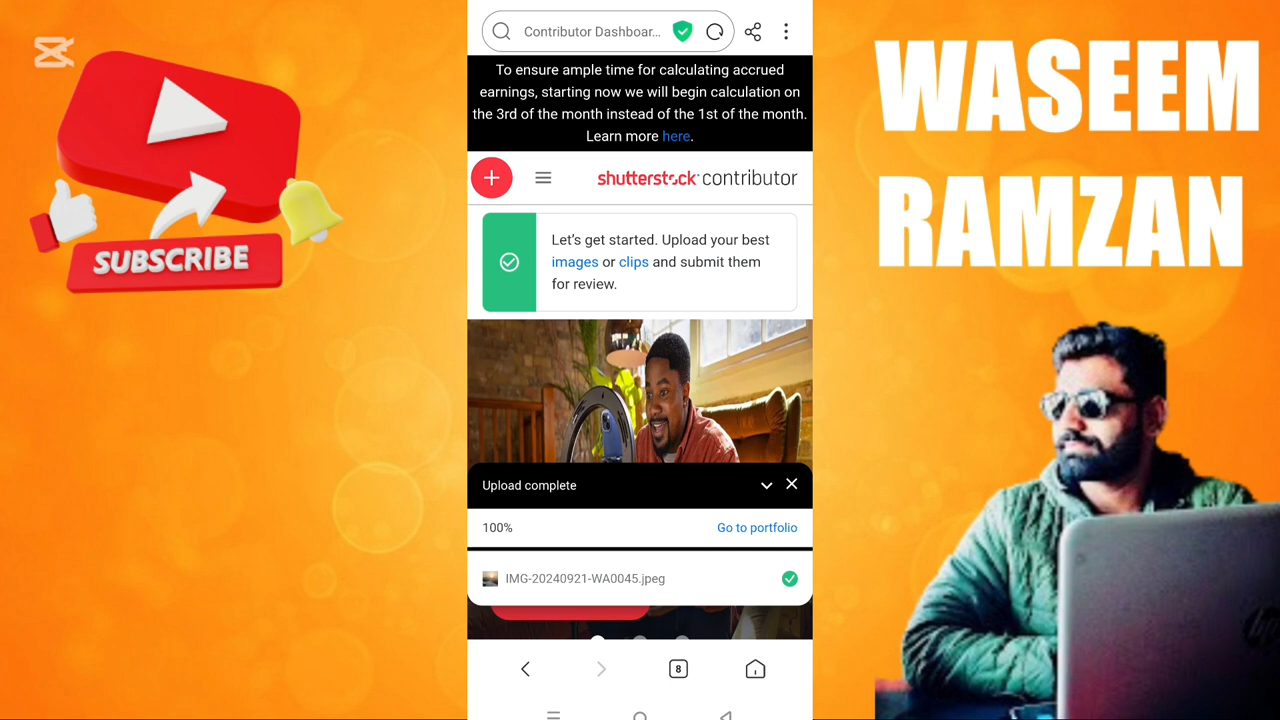 SUBSCRIBE
Contributor Dashboar...
To ensure ample time for calculating accrued
earnings, starting now we will begin calculation on
the 3rd of the month instead of the 1st of the month.
Learn more here.
shutterstock contributor
Let’s get started. Upload your best
images or clips and submit them
for review.
Upload complete
100%
Go to portfolio
IMG-20240921-WA0045.jpeg
8
WASEEM
RAMZAN